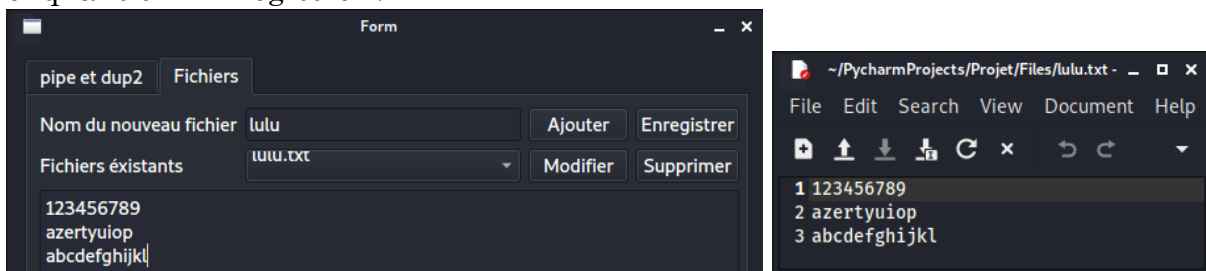 Form
pipe et dup2 Fichiers
Nom du nouveau fichier lulu Ajouter Enregistrer
Fichiers éxistants lulu.txt Modifier Supprimer
123456789
azertyuiop
abcdefghijkl
~/PycharmProjects/Projet/Files/lulu.txt -
File Edit Search View Document Help
1 123456789
2 azertyuiop
3 abcdefghijkl